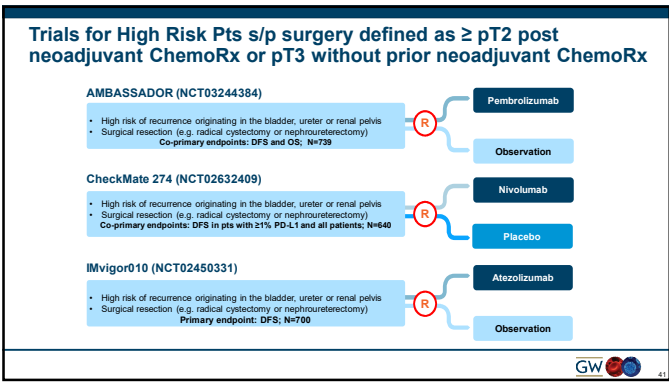 Trials for High Risk Pts s/p surgery defined as ≥ pT2 post
neoadjuvant ChemoRx or pT3 without prior neoadjuvant ChemoRx
AMBASSADOR (NCT03244384)
• High risk of recurrence originating in the bladder, ureter or renal pelvis
• Surgical resection (e.g. radical cystectomy or nephroureterectomy)
Co-primary endpoints: DFS and OS; N=739
R
Pembrolizumab
Observation
CheckMate 274 (NCT02632409)
• High risk of recurrence originating in the bladder, ureter or renal pelvis
• Surgical resection (e.g. radical cystectomy or nephroureterectomy)
Co-primary endpoints: DFS in pts with ≥1% PD-L1 and all patients; N=640
R
Nivolumab
Placebo
IMvigor010 (NCT02450331)
• High risk of recurrence originating in the bladder, ureter or renal pelvis
• Surgical resection (e.g. radical cystectomy or nephroureterectomy)
Primary endpoint: DFS; N=700
R
Atezolizumab
Observation
GW
41